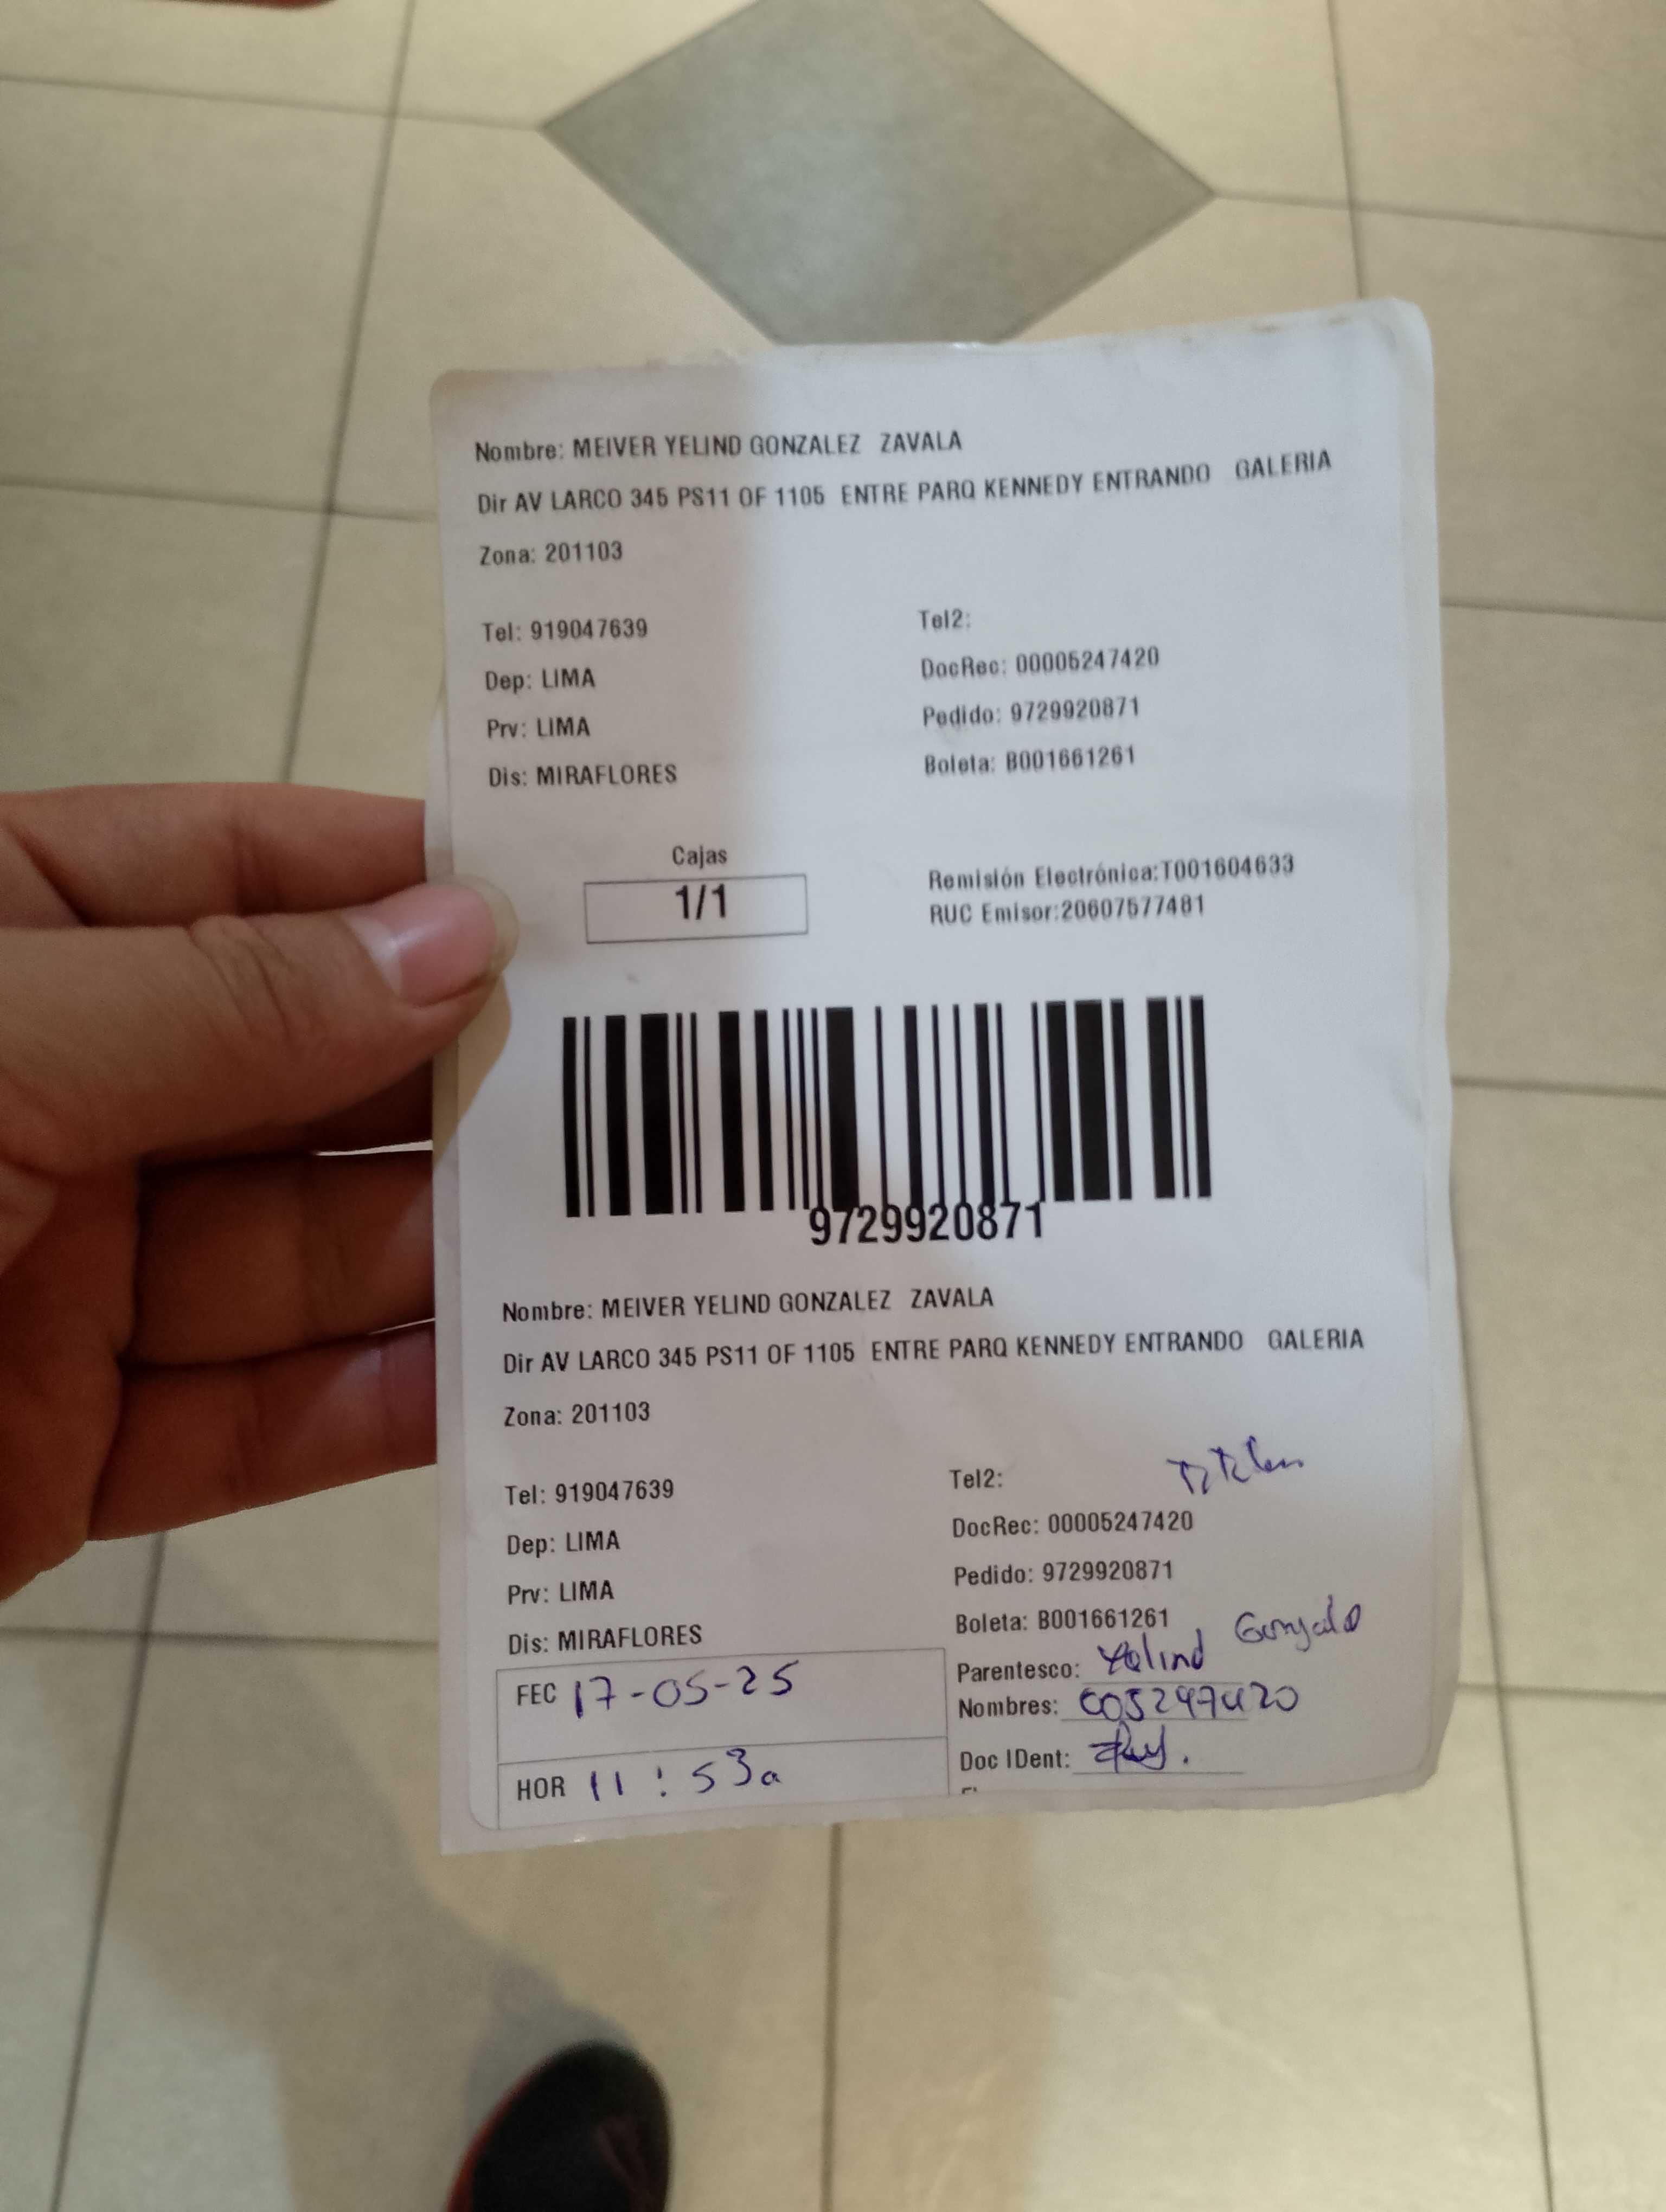 Nombre: MEIVER YELIND GONZALEZ ZAVALA
Dir AV LARCO 345 PS11 OF 1105 ENTRE PARQ KENNEDY ENTRANDO GALERIA
Zona: 201103
Tel: 919047639
Tel2:
DocRec: 00005247420
Dep: LIMA
Pedido: 9729920871
Prv: LIMA
Boleta: B001661261
Dis: MIRAFLORES
Cajas
1/1
Remisión Electrónica:T001604633
RUC Emisor:20607577481
9729920871
Nombre: MEIVER YELIND GONZALEZ ZAVALA
Dir AV LARCO 345 PS11 OF 1105 ENTRE PARQ KENNEDY ENTRANDO GALERIA
Zona: 201103
Tel: 919047639
Tel2:
DocRec: 00005247420
Dep: LIMA
Pedido: 9729920871
Prv: LIMA
Boleta: B001661261
Dis: MIRAFLORES
Parentesco: Yelind
FEC 17-05-25
Nombres: 005247420
Doc IDent:
HOR 11:53a